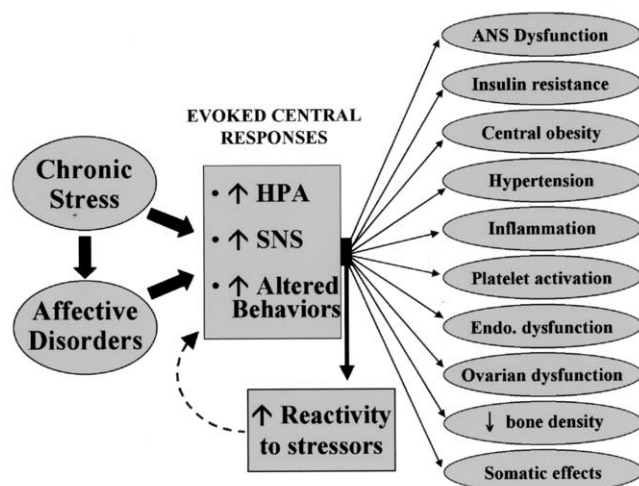 EVOKED CENTRAL
RESPONSES
Chronic
Stress
Affective
Disorders
• ↑ HPA
• ↑ SNS
• ↑ Altered
Behaviors
↑ Reactivity
to stressors
ANS Dysfunction
Insulin resistance
Central obesity
Hypertension
Inflammation
Platelet activation
Endo. dysfunction
Ovarian dysfunction
↓ bone density
Somatic effects